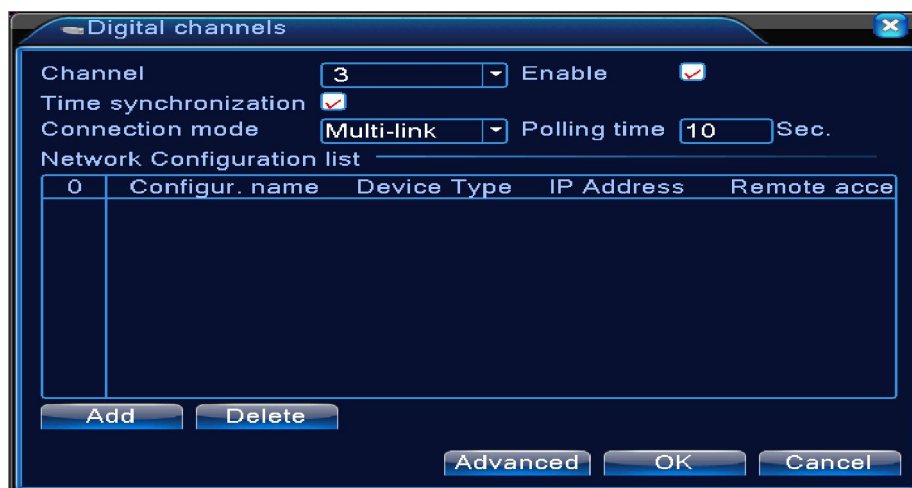 Digital channels
Channel 3 Enable
Time synchronization
Connection mode Multi-link Polling time 10 Sec.
Network Configuration list
0 Configur. name Device Type IP Address Remote acce
Add Delete
Advanced OK Cancel